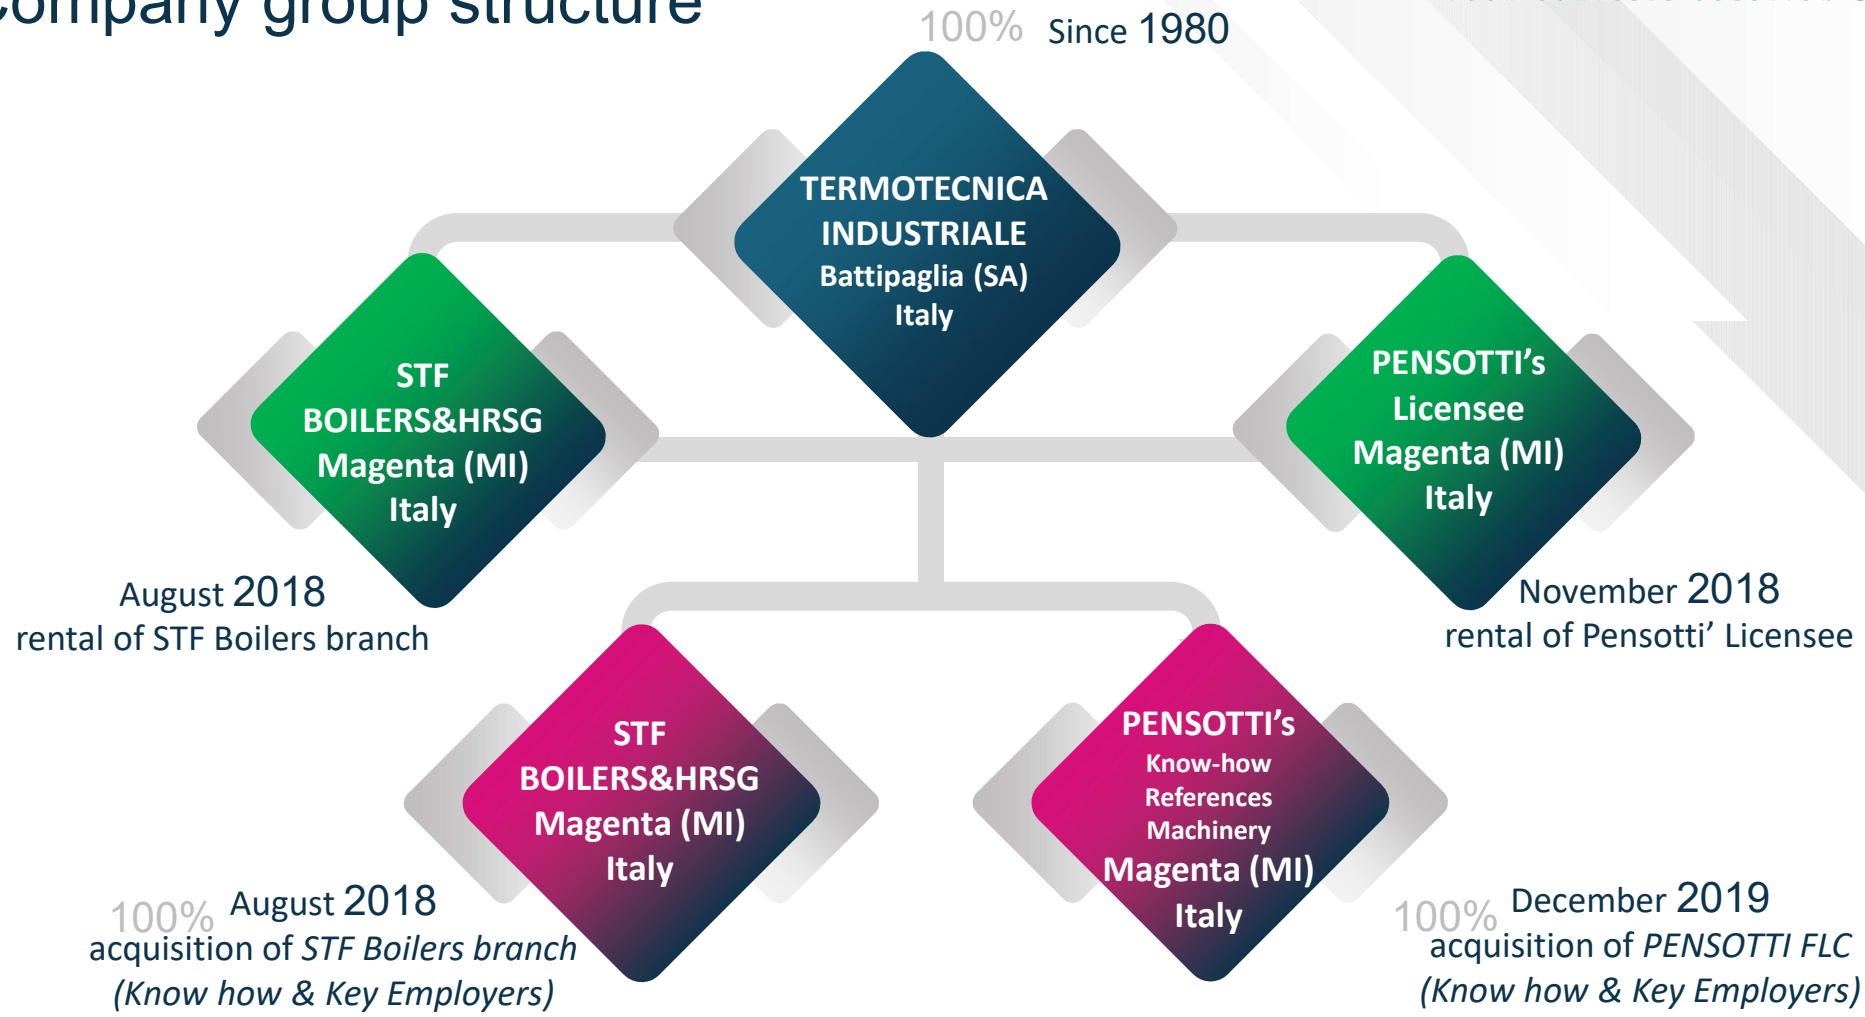 Company group structure
100% Since 1980
TERMOTECNICA
INDUSTRIALE
Battipaglia (SA)
Italy
STF
BOILERS&HRSG
Magenta (MI)
Italy
PENSOTTI’s
Licensee
Magenta (MI)
Italy
August 2018
rental of STF Boilers branch
November 2018
rental of Pensotti’ Licensee
STF
BOILERS&HRSG
Magenta (MI)
Italy
PENSOTTI’s
Know-how
References
Machinery
Magenta (MI)
Italy
100% August 2018
acquisition of STF Boilers branch
(Know how & Key Employers)
100% December 2019
acquisition of PENSOTTI FLC
(Know how & Key Employers)